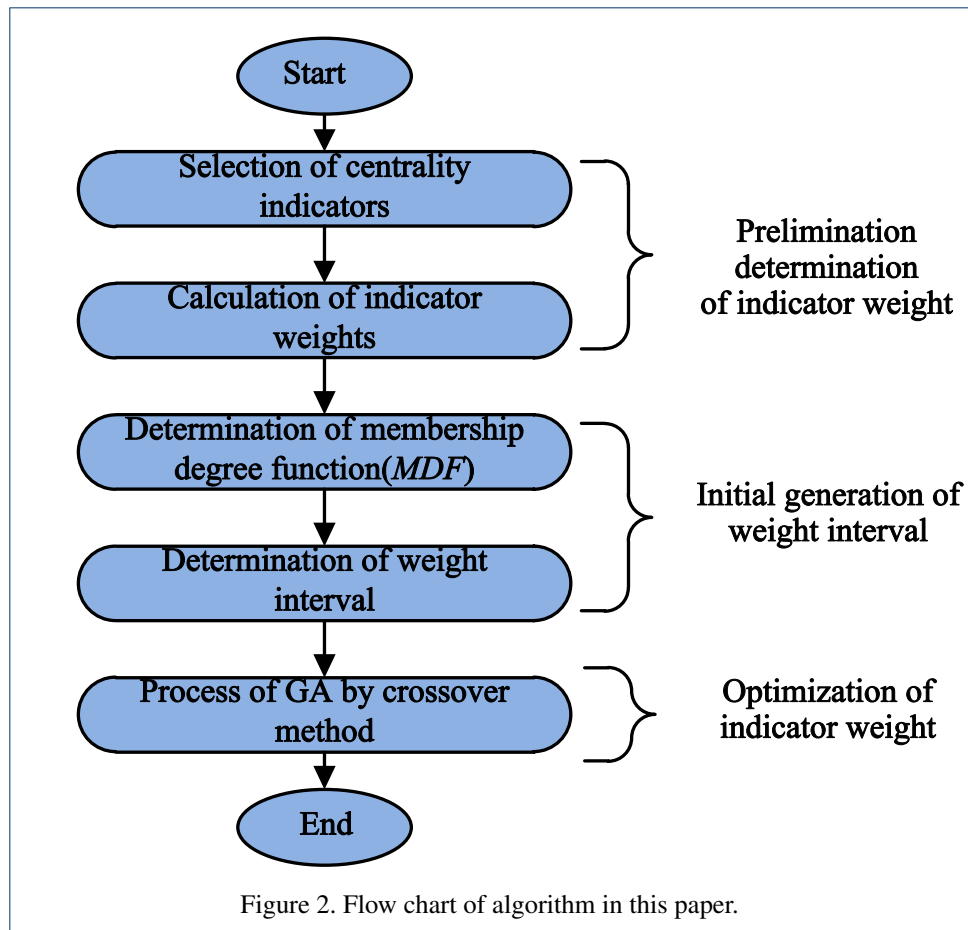 Start
Selection of centrality
indicators
Calculation of indicator
weights
Prelimination
determination
of indicator weight
Determination of membership
degree function(MDF)
Determination of weight
interval
Initial generation of
weight interval
Process of GA by crossover
method
Optimization of
indicator weight
End
Figure 2. Flow chart of algorithm in this paper.